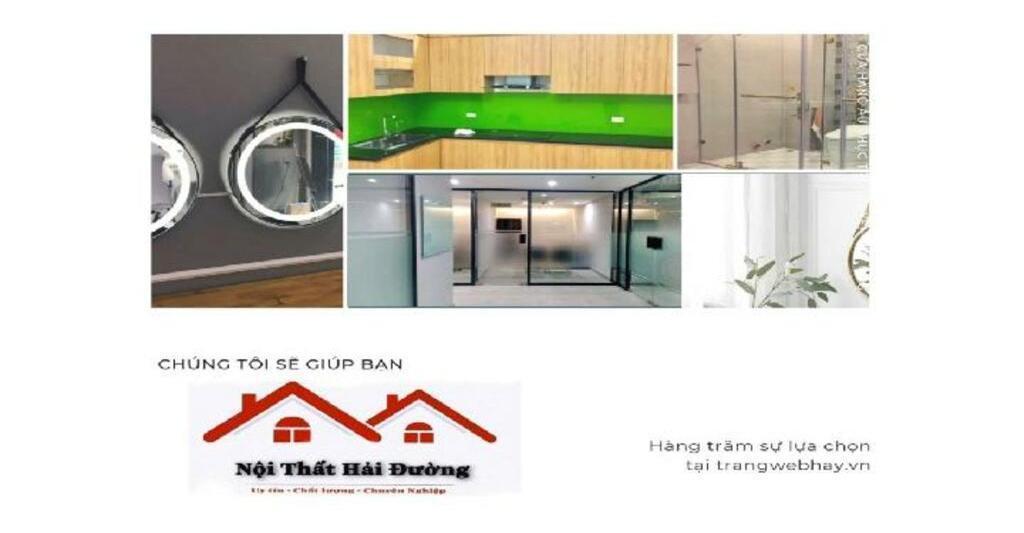 CHÚNG TÔI SẼ GIÚP BẠN
Nội Thất Hải Đường
Uy tín - Chất lượng - Chuyên Nghiệp
Hàng trăm sự lựa chọn
tại trangwebhay.vn